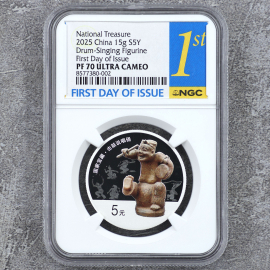 National Treasure
2025 China 15g S5Y
Drum-Singing Figurine
First Day of Issue
PF 70 ULTRA CAMEO
8577380-002
1st
FIRST DAY OF ISSUE
NGC
5元